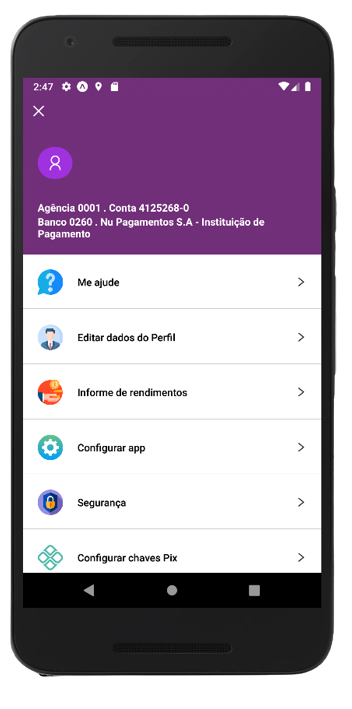 2:47
Agência 0001 . Conta 4125268-0
Banco 0260 . Nu Pagamentos S.A - Instituição de
Pagamento
Me ajude
Editar dados do Perfil
Informe de rendimentos
Configurar app
Segurança
Configurar chaves Pix